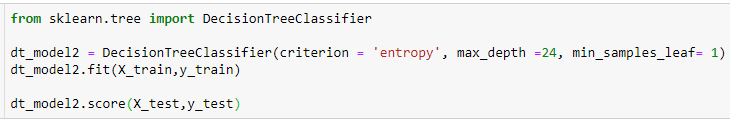 from sklearn.tree import DecisionTreeClassifier
dt_model2 = DecisionTreeClassifier(criterion = 'entropy', max_depth =24, min_samples_leaf= 1)
dt_model2.fit(X_train,y_train)
dt_model2.score(X_test,y_test)